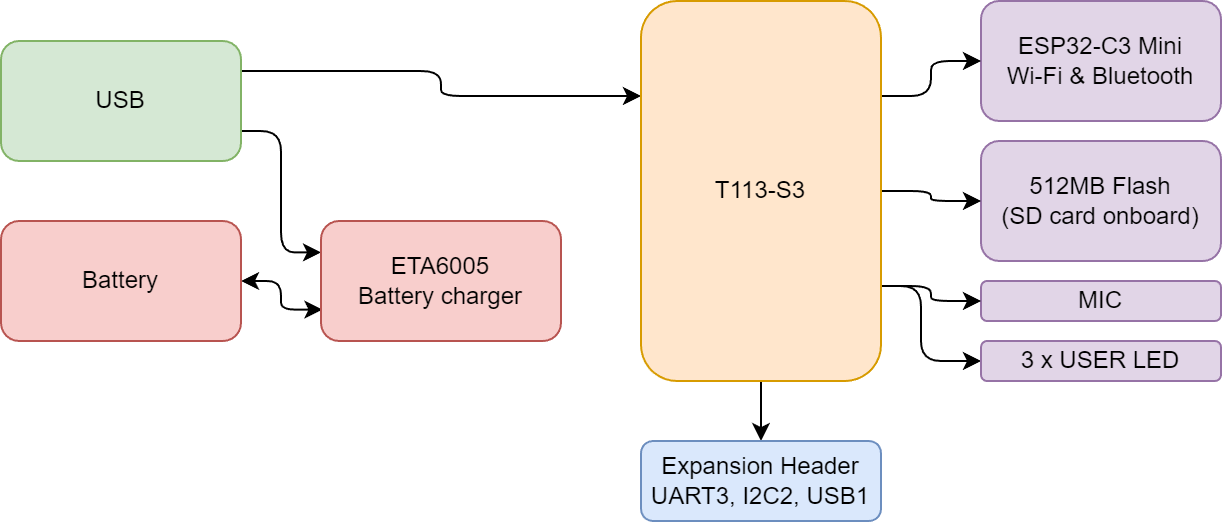 USB
Battery
ETA6005
Battery charger
T113-S3
ESP32-C3 Mini
Wi-Fi & Bluetooth
512MB Flash
(SD card onboard)
MIC
3 x USER LED
Expansion Header
UART3, I2C2, USB1